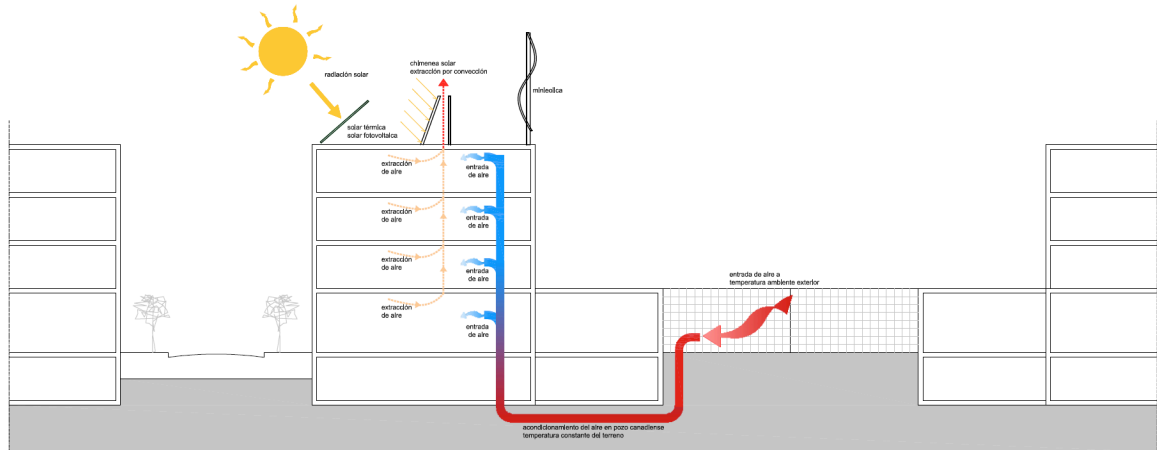 chimenea solar
extracción por convección
radiación solar
minieolica
solar térmica
solar fotovoltaica
extracción
de aire
entrada
de aire
extracción
de aire
entrada
de aire
extracción
de aire
entrada
de aire
extracción
de aire
entrada
de aire
entrada de aire a
temperatura ambiente exterior
acondicionamiento del aire en pozo canadiense
temperatura constante del terreno